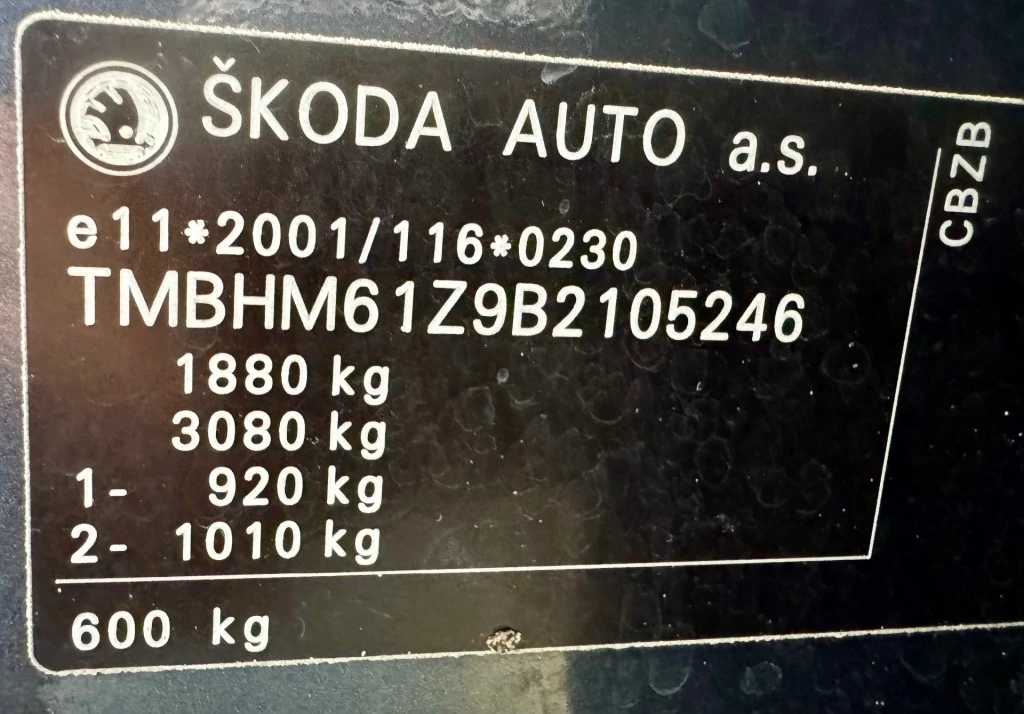 ŠKODA AUTO a.s.
e11*2001/116*0230
TMBHM61Z9B2105246
1880 kg
3080 kg
1- 920 kg
2- 1010 kg
600 kg
CBZB